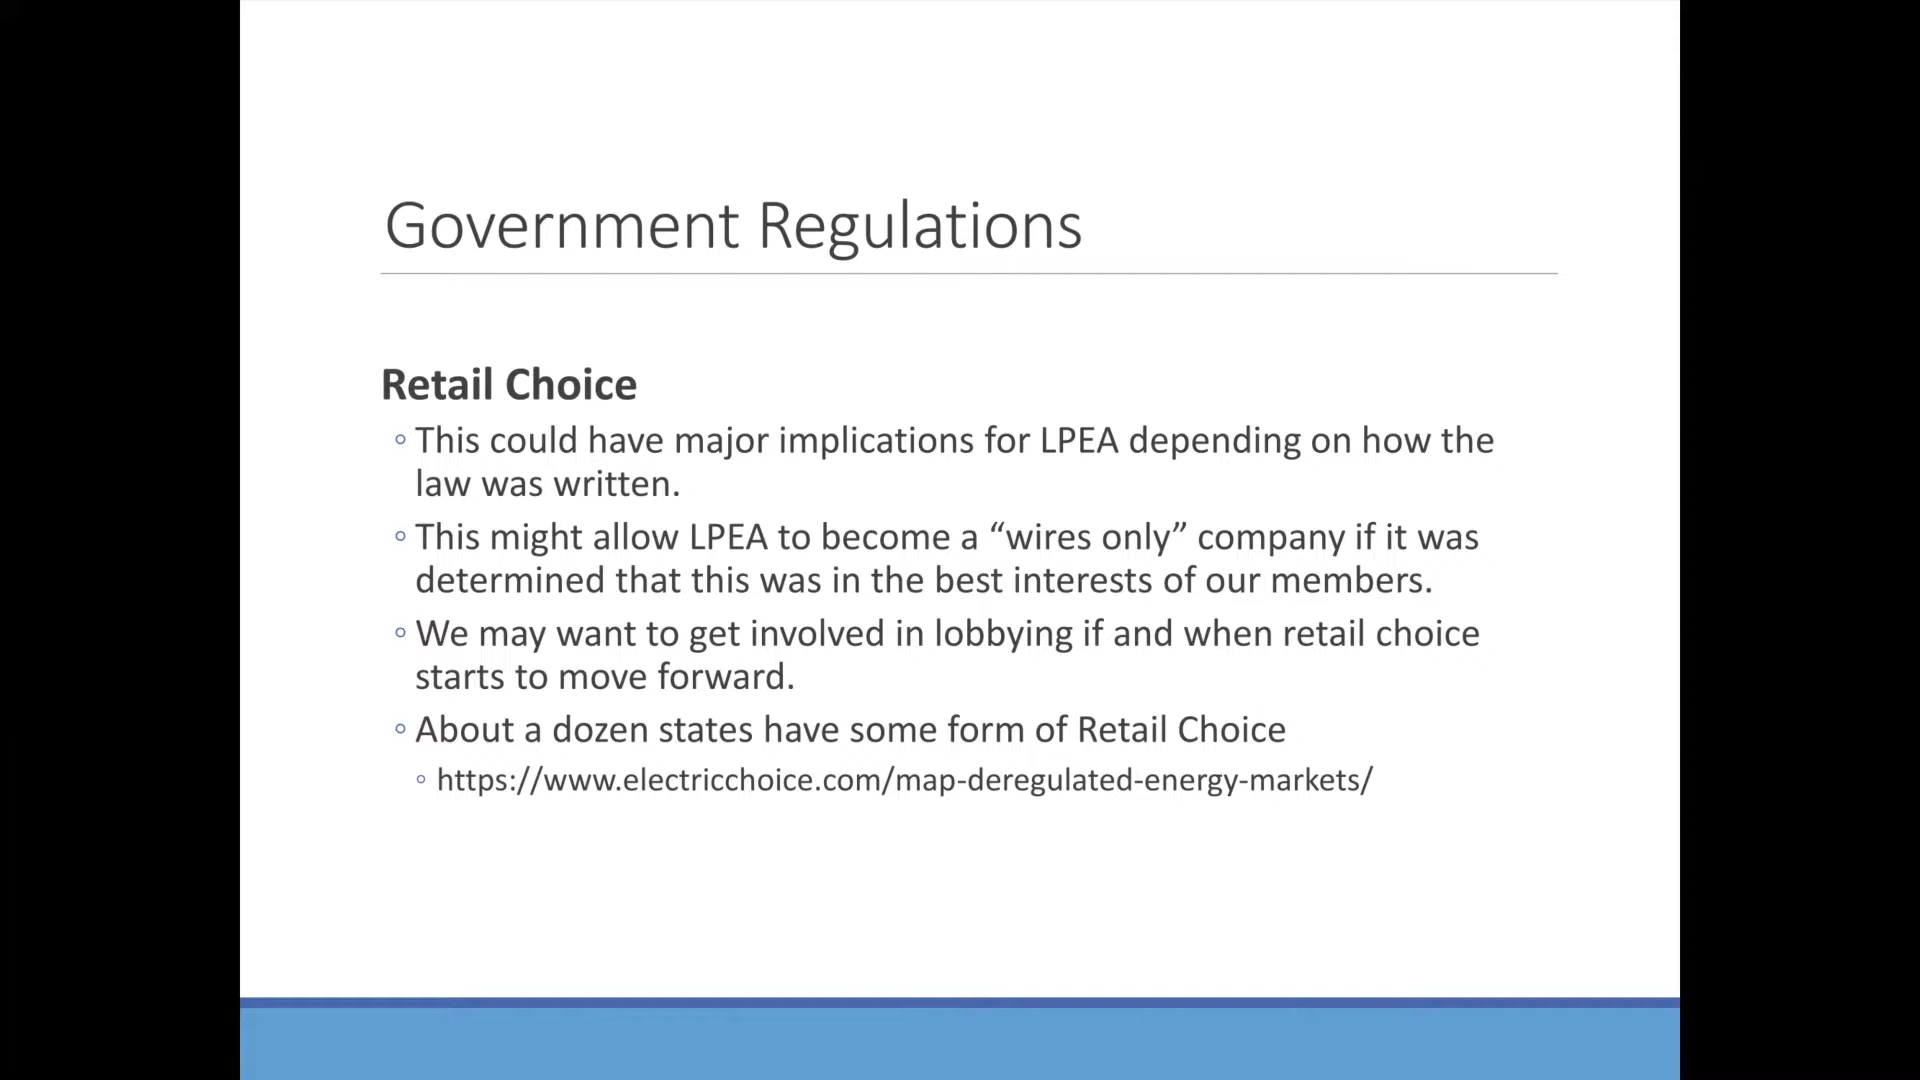 Government Regulations
Retail Choice
◦ This could have major implications for LPEA depending on how the
law was written.
◦ This might allow LPEA to become a “wires only” company if it was
determined that this was in the best interests of our members.
◦ We may want to get involved in lobbying if and when retail choice
starts to move forward.
◦ About a dozen states have some form of Retail Choice
◦ https://www.electricchoice.com/map-deregulated-energy-markets/